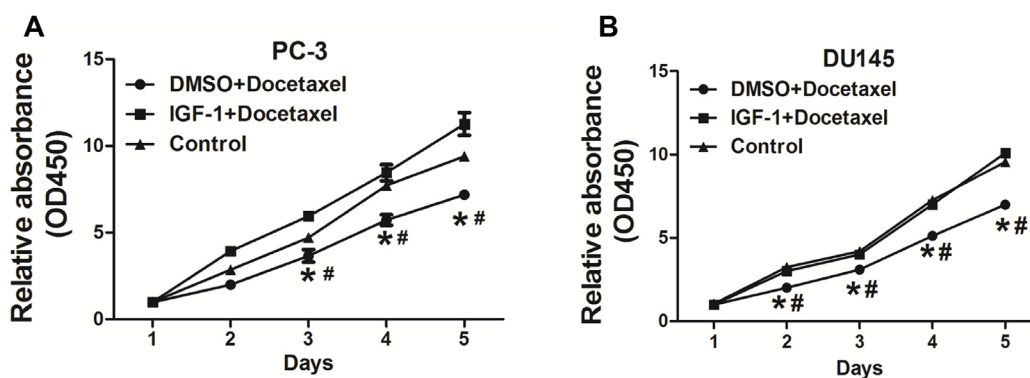 A
PC-3
Relative absorbance
(OD450)
15
10
5
0
DMSO+Docetaxel
IGF-1+Docetaxel
Control
*#
*#
*#
1 2 3 4 5
Days
B
DU145
Relative absorbance
(OD450)
15
10
5
0
DMSO+Docetaxel
IGF-1+Docetaxel
Control
*#
*#
*#
*#
1 2 3 4 5
Days